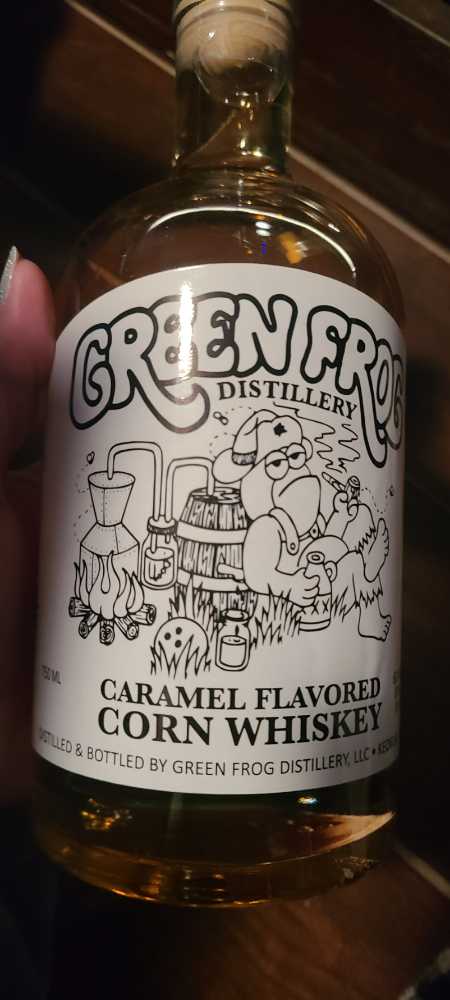 GREEN FROG
DISTILLERY
750 ML
CARAMEL FLAVORED
CORN WHISKEY
DISTILLED & BOTTLED BY GREEN FROG DISTILLERY, LLC •